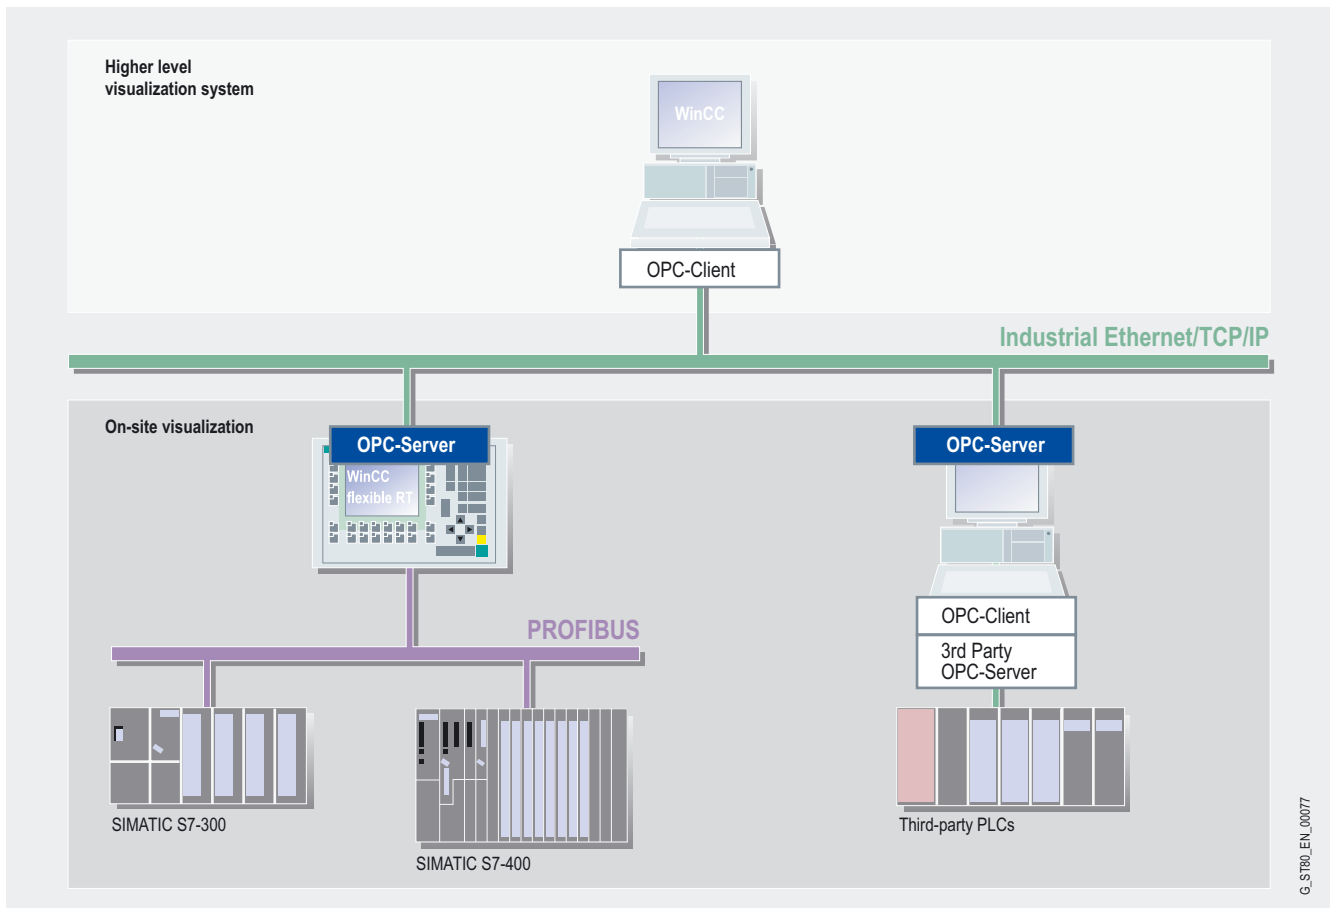 Higher level
visualization system
WinCC
OPC-Client
Industrial Ethernet/TCP/IP
On-site visualization
OPC-Server
WinCC
flexible RT
OPC-Server
OPC-Client
3rd Party
OPC-Server
PROFIBUS
SIMATIC S7-300
SIMATIC S7-400
Third-party PLCs
G_ST80_EN_00077